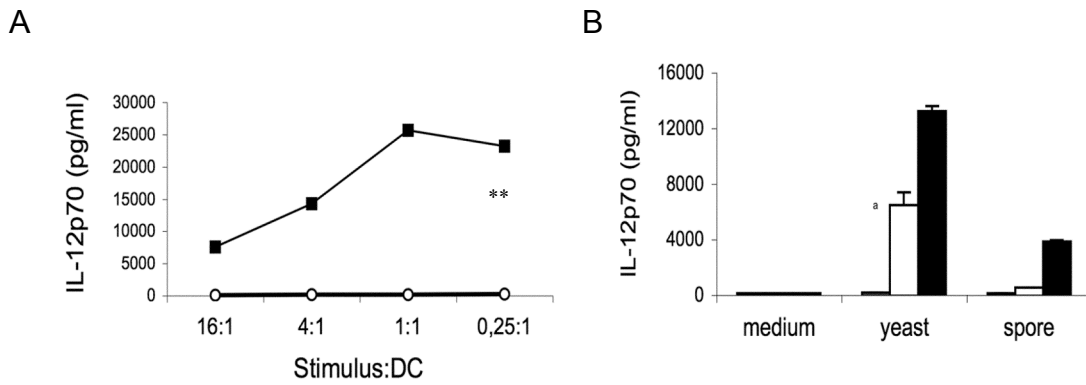 A
IL-12p70 (pg/ml)
30000
25000
20000
15000
10000
5000
0
**
16:1 4:1 1:1 0,25:1
Stimulus:DC
B
IL-12p70 (pg/ml)
16000
12000
8000
4000
0
a
medium yeast spore